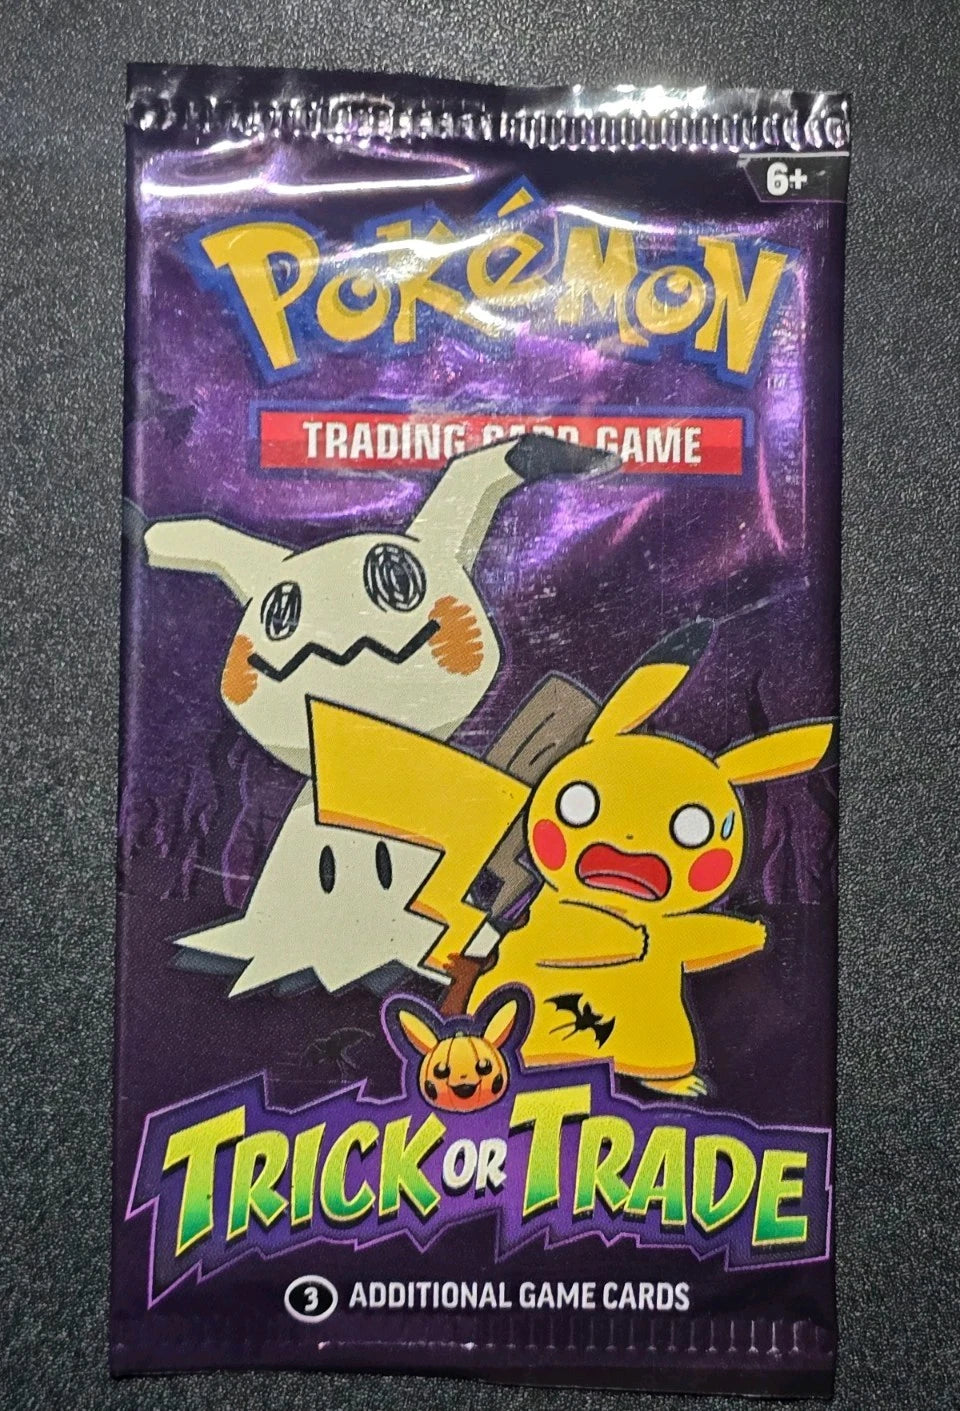 6+
POKéMON
TRADING CARD GAME
TRICK OR TRADE
3 ADDITIONAL GAME CARDS